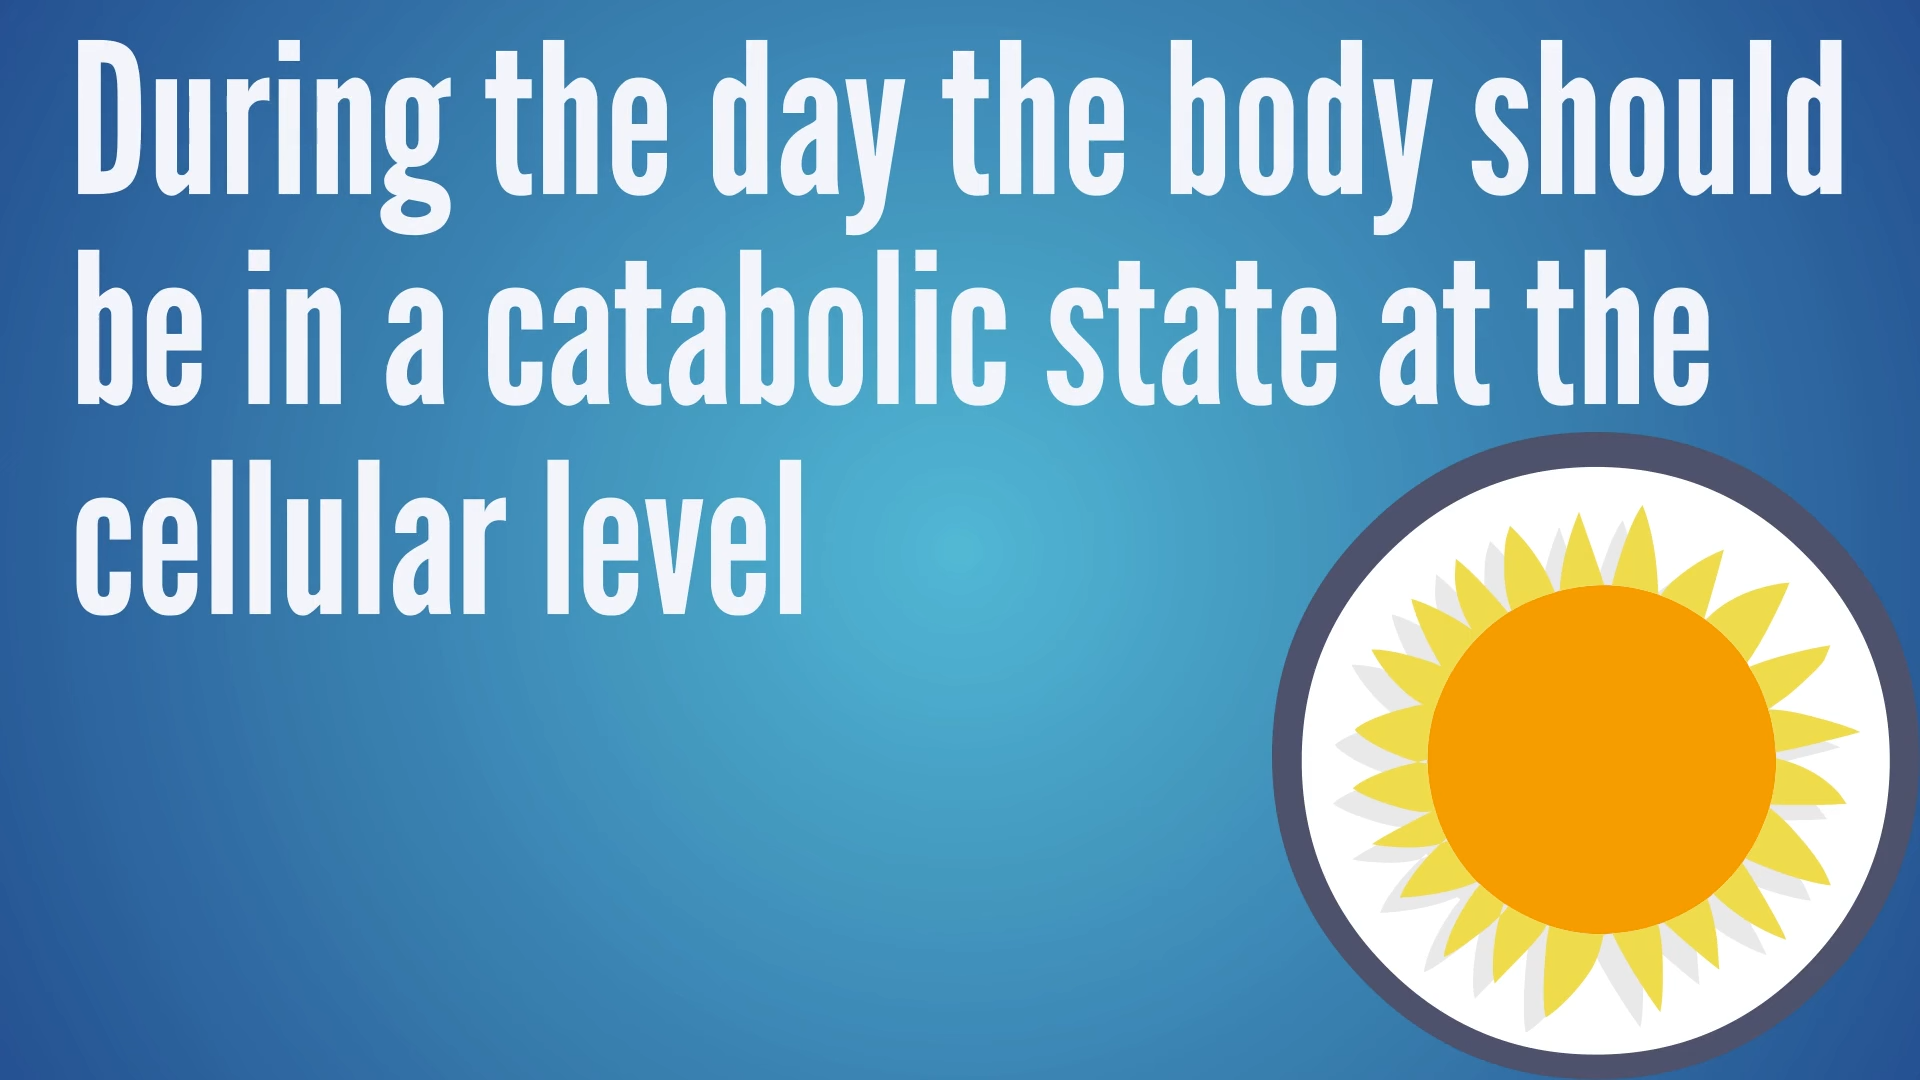 During the day the body should
be in a catabolic state at the
cellular level